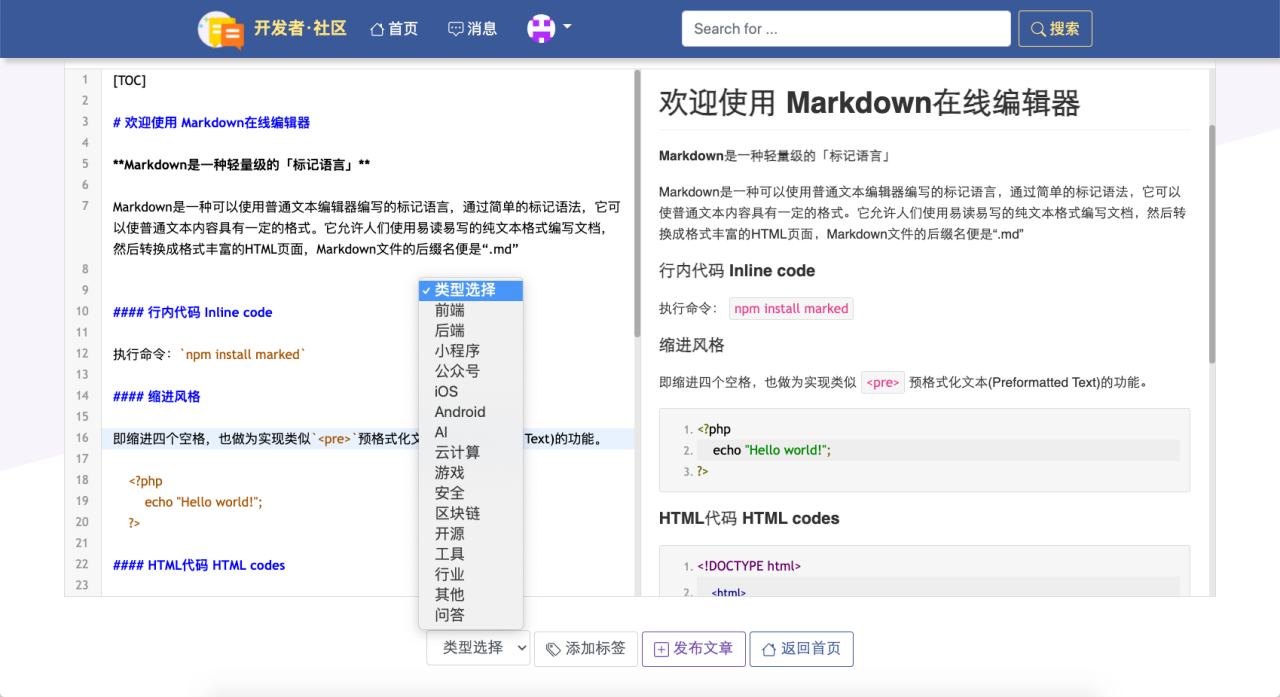 开发者·社区 首页 消息 Search for ... 搜索
1 [TOC]
2
3 # 欢迎使用 Markdown在线编辑器
4
5 **Markdown是一种轻量级的「标记语言」**
6
7 Markdown是一种可以使用普通文本编辑器编写的标记语言，通过简单的标记语法，它可
以使普通文本内容具有一定的格式。它允许人们使用易读易写的纯文本格式编写文档，
然后转换成格式丰富的HTML页面，Markdown文件的后缀名便是“.md”
8
9
10 #### 行内代码 Inline code
11
12 执行命令：`npm install marked`
13
14 #### 缩进风格
15
16 即缩进四个空格，也做为实现类似`<pre>`预格式化文 Text)的功能。
17
18 <?php
19 echo "Hello world!";
20 ?>
21
22 #### HTML代码 HTML codes
23
✓ 类型选择
前端
后端
小程序
公众号
iOS
Android
AI
云计算
游戏
安全
区块链
开源
工具
行业
其他
问答
欢迎使用 Markdown在线编辑器
Markdown是一种轻量级的「标记语言」
Markdown是一种可以使用普通文本编辑器编写的标记语言，通过简单的标记语法，它可以
使普通文本内容具有一定的格式。它允许人们使用易读易写的纯文本格式编写文档，然后转
换成格式丰富的HTML页面，Markdown文件的后缀名便是“.md”
行内代码 Inline code
执行命令： npm install marked
缩进风格
即缩进四个空格，也做为实现类似 <pre> 预格式化文本(Preformatted Text)的功能。
1. <?php
2. echo "Hello world!";
3. ?>
HTML代码 HTML codes
1. <!DOCTYPE html>
2. <html>
类型选择 添加标签 发布文章 返回首页